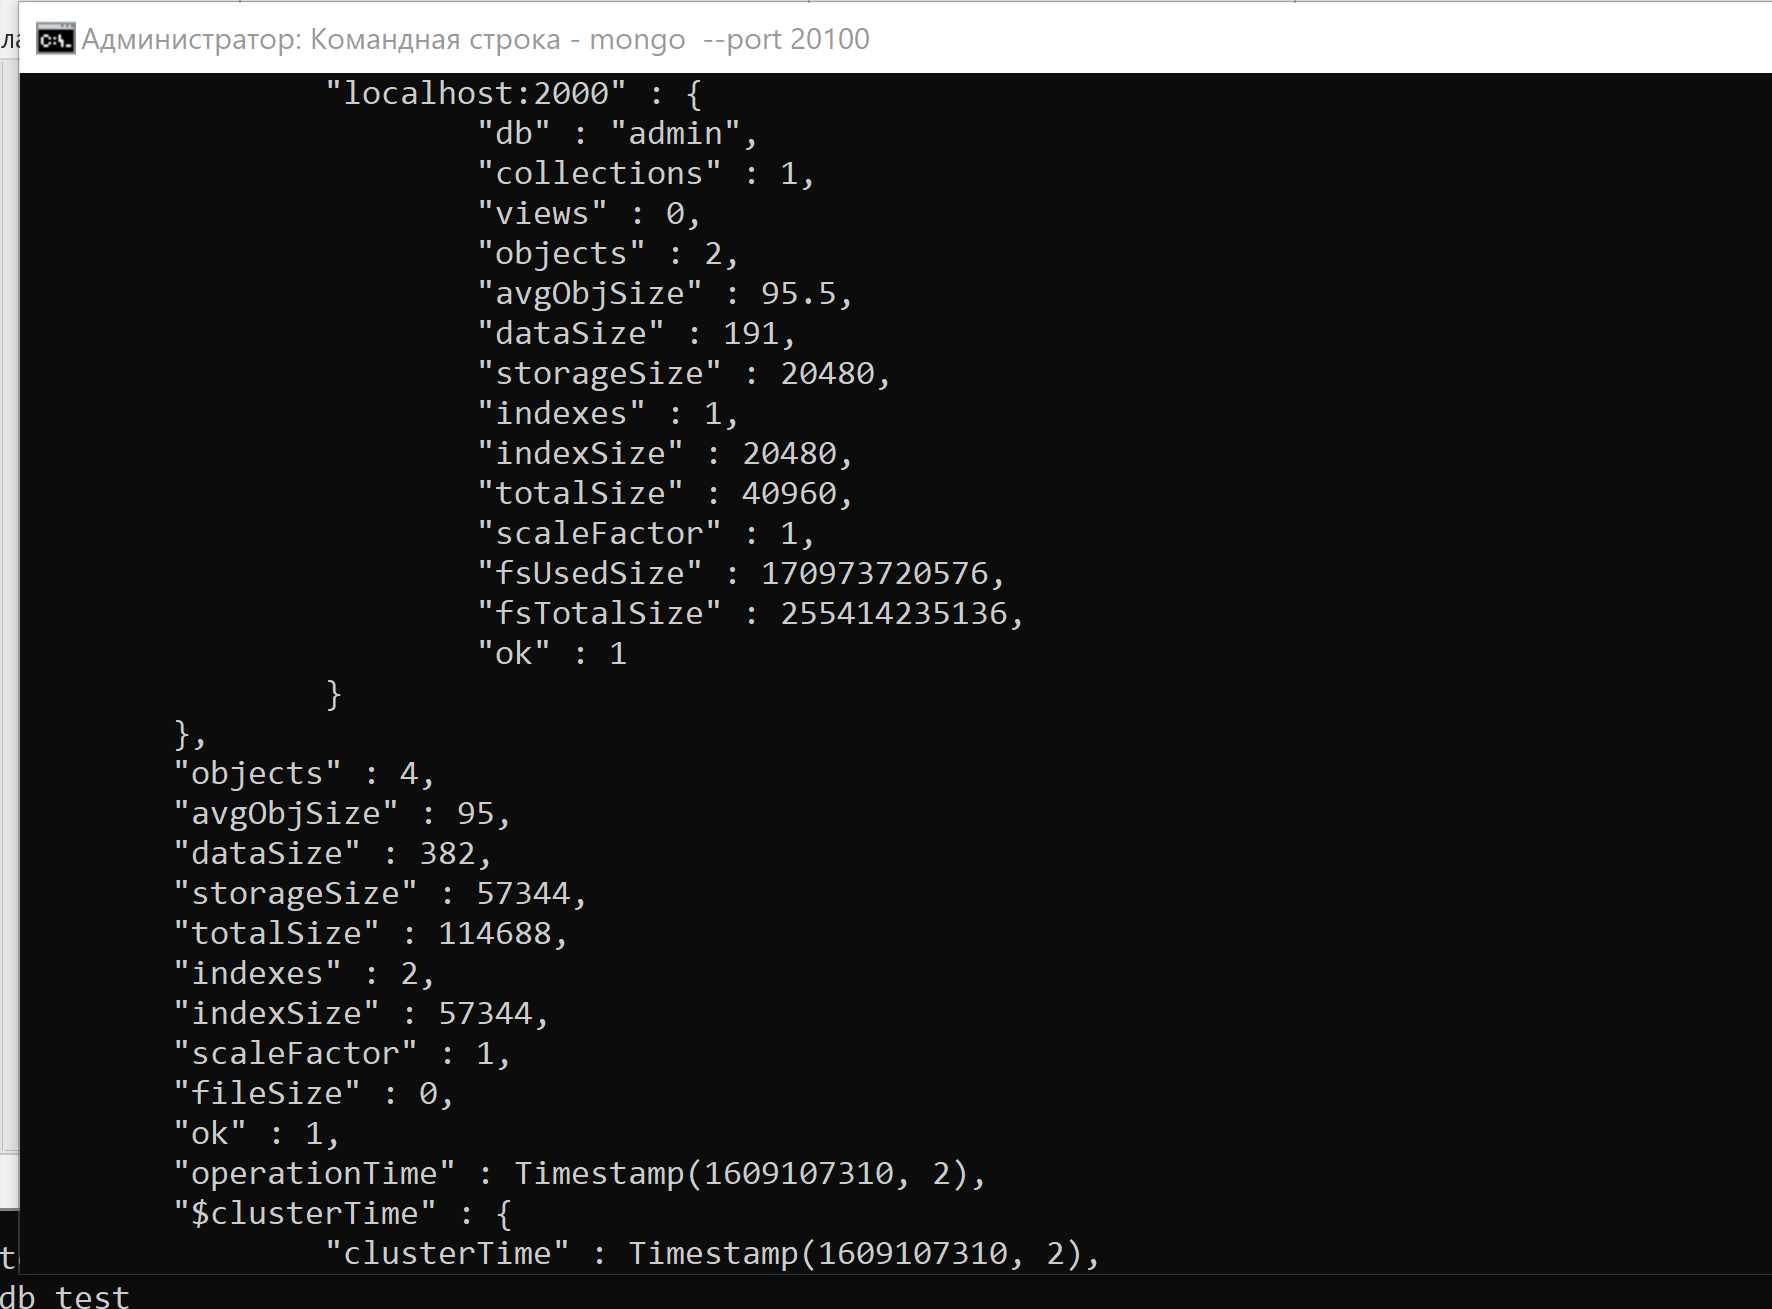 ла
Администратор: Командная строка - mongo  --port 20100
"localhost:2000" : {
"db" : "admin",
"collections" : 1,
"views" : 0,
"objects" : 2,
"avgObjSize" : 95.5,
"dataSize" : 191,
"storageSize" : 20480,
"indexes" : 1,
"indexSize" : 20480,
"totalSize" : 40960,
"scaleFactor" : 1,
"fsUsedSize" : 170973720576,
"fsTotalSize" : 255414235136,
"ok" : 1
}
},
"objects" : 4,
"avgObjSize" : 95,
"dataSize" : 382,
"storageSize" : 57344,
"totalSize" : 114688,
"indexes" : 2,
"indexSize" : 57344,
"scaleFactor" : 1,
"fileSize" : 0,
"ok" : 1,
"operationTime" : Timestamp(1609107310, 2),
"$clusterTime" : {
"clusterTime" : Timestamp(1609107310, 2),
db test